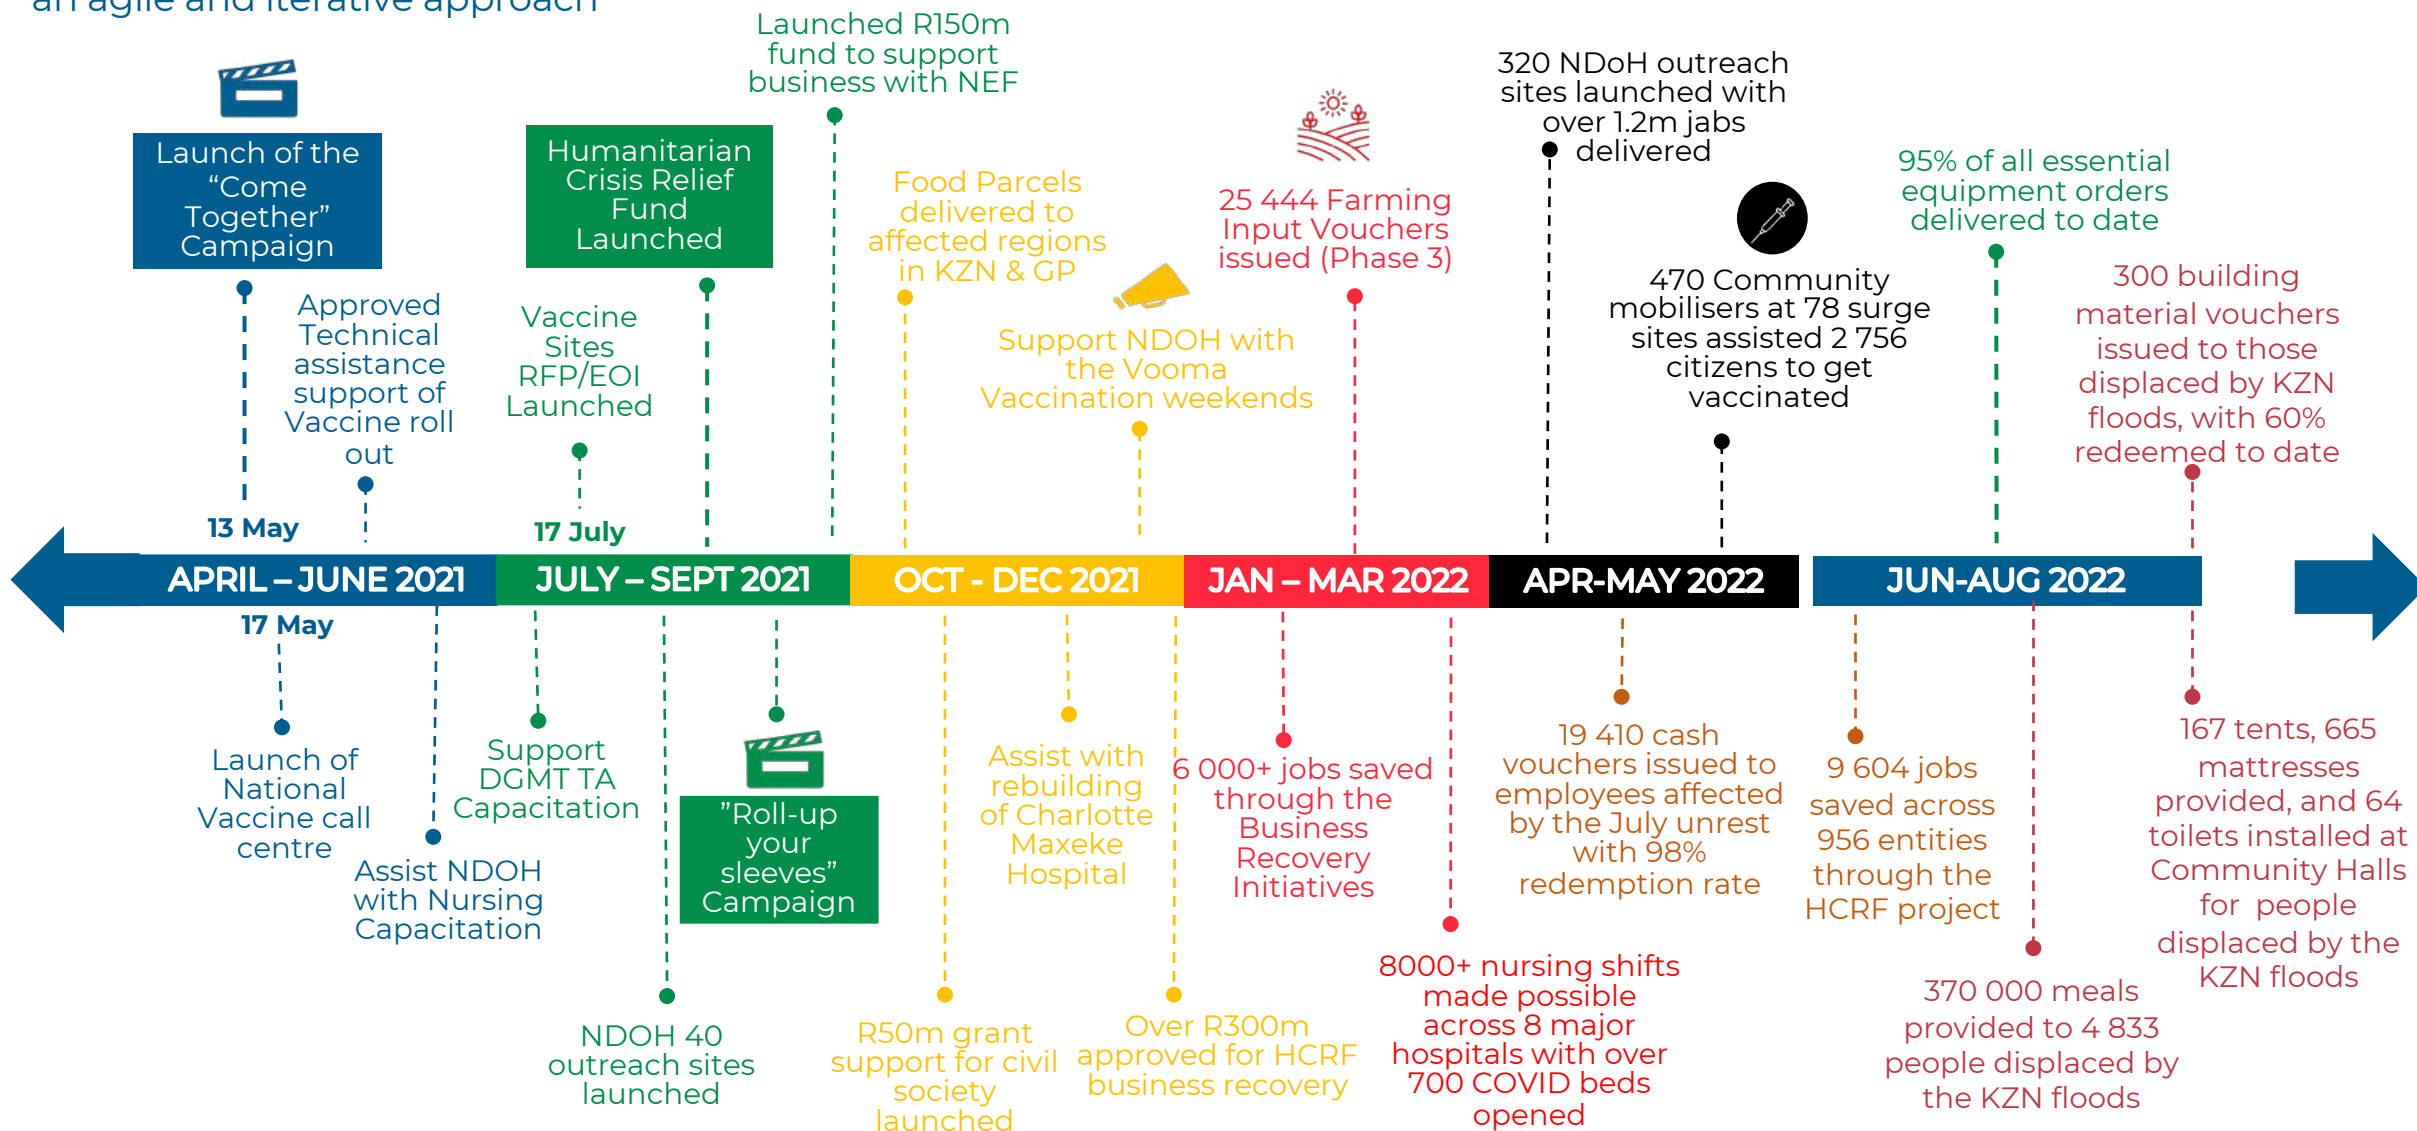 an agile and iterative approach
Launch of the
“Come
Together”
Campaign
Approved
Technical
assistance
support of
Vaccine roll
out
Humanitarian
Crisis Relief
Fund
Launched
Vaccine
Sites
RFP/EOI
Launched
Launched R150m
fund to support
business with NEF
Food Parcels
delivered to
affected regions
in KZN & GP
Support NDOH with
the Vooma
Vaccination weekends
25 444 Farming
Input Vouchers
issued (Phase 3)
320 NDoH outreach
sites launched with
over 1.2m jabs
delivered
470 Community
mobilisers at 78 surge
sites assisted 2 756
citizens to get
vaccinated
95% of all essential
equipment orders
delivered to date
300 building
material vouchers
issued to those
displaced by KZN
floods, with 60%
redeemed to date
13 May
17 July
APRIL – JUNE 2021
JULY – SEPT 2021
OCT - DEC 2021
JAN – MAR 2022
APR-MAY 2022
JUN-AUG 2022
17 May
Launch of
National
Vaccine call
centre
Assist NDOH
with Nursing
Capacitation
Support
DGMT TA
Capacitation
NDOH 40
outreach sites
launched
”Roll-up
your
sleeves”
Campaign
R50m grant
support for civil
society
launched
Assist with
rebuilding
of Charlotte
Maxeke
Hospital
Over R300m
approved for HCRF
business recovery
6 000+ jobs saved
through the
Business
Recovery
Initiatives
8000+ nursing shifts
made possible
across 8 major
hospitals with over
700 COVID beds
opened
19 410 cash
vouchers issued to
employees affected
by the July unrest
with 98%
redemption rate
9 604 jobs
saved across
956 entities
through the
HCRF project
370 000 meals
provided to 4 833
people displaced by
the KZN floods
167 tents, 665
mattresses
provided, and 64
toilets installed at
Community Halls
for people
displaced by the
KZN floods